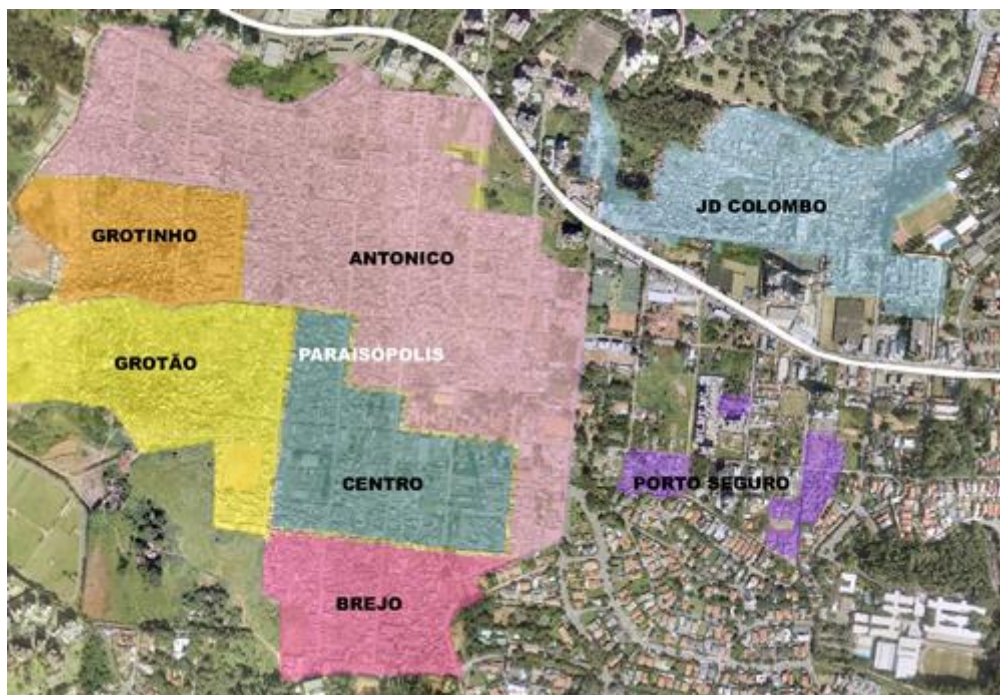 JD COLOMBO
GROTINHO
ANTONICO
PARAISÓPOLIS
GROTÃO
CENTRO
PORTO SEGURO
BREJO